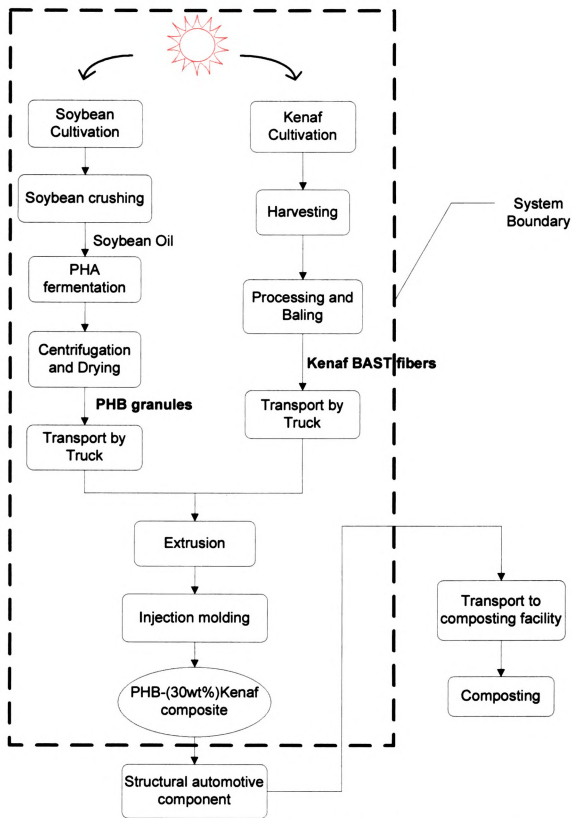 Soybean
Cultivation
Soybean crushing
Soybean Oil
PHA
fermentation
Centrifugation
and Drying
PHB granules
Transport by
Truck
Kenaf
Cultivation
Harvesting
Processing and
Baling
Kenaf BAST fibers
Transport by
Truck
Extrusion
Injection molding
PHB-(30wt%)Kenaf
composite
Structural automotive
component
System
Boundary
Transport to
composting facility
Composting